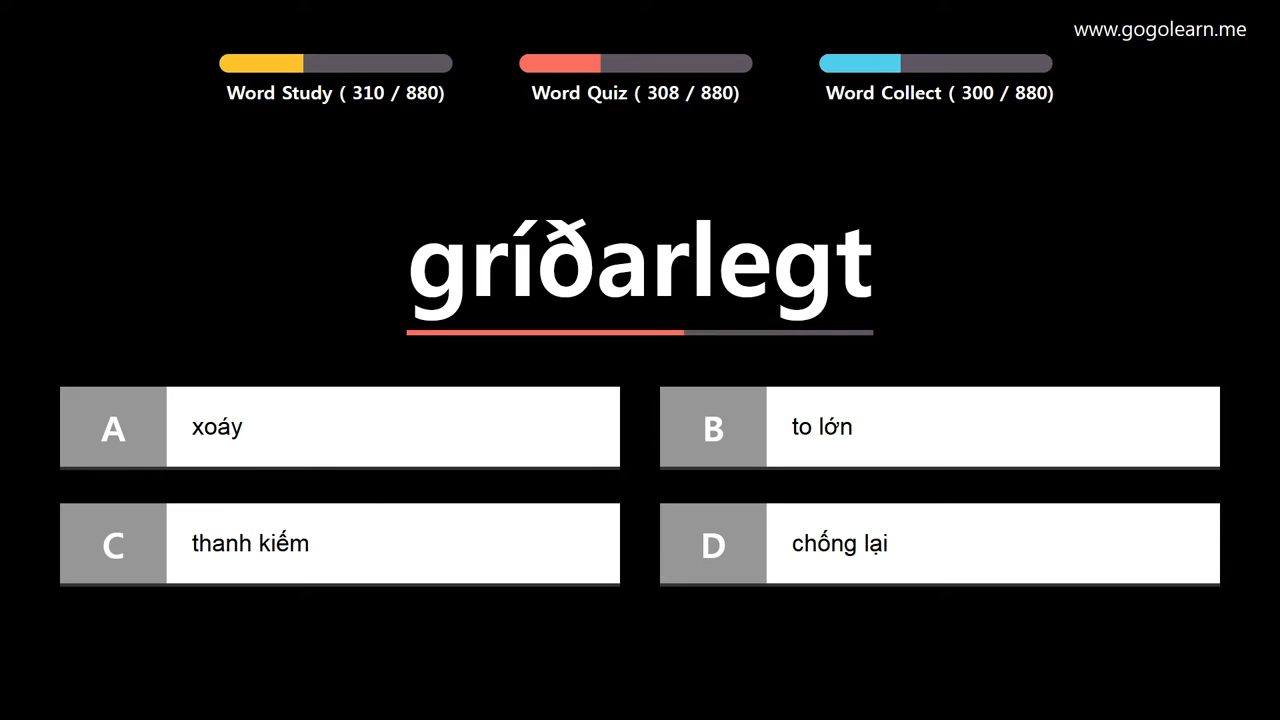 www.gogolearn.me
Word Study ( 310 / 880)
Word Quiz ( 308 / 880)
Word Collect ( 300 / 880)
gríðarlegt
A
xoáy
B
to lớn
C
thanh kiếm
D
chống lại